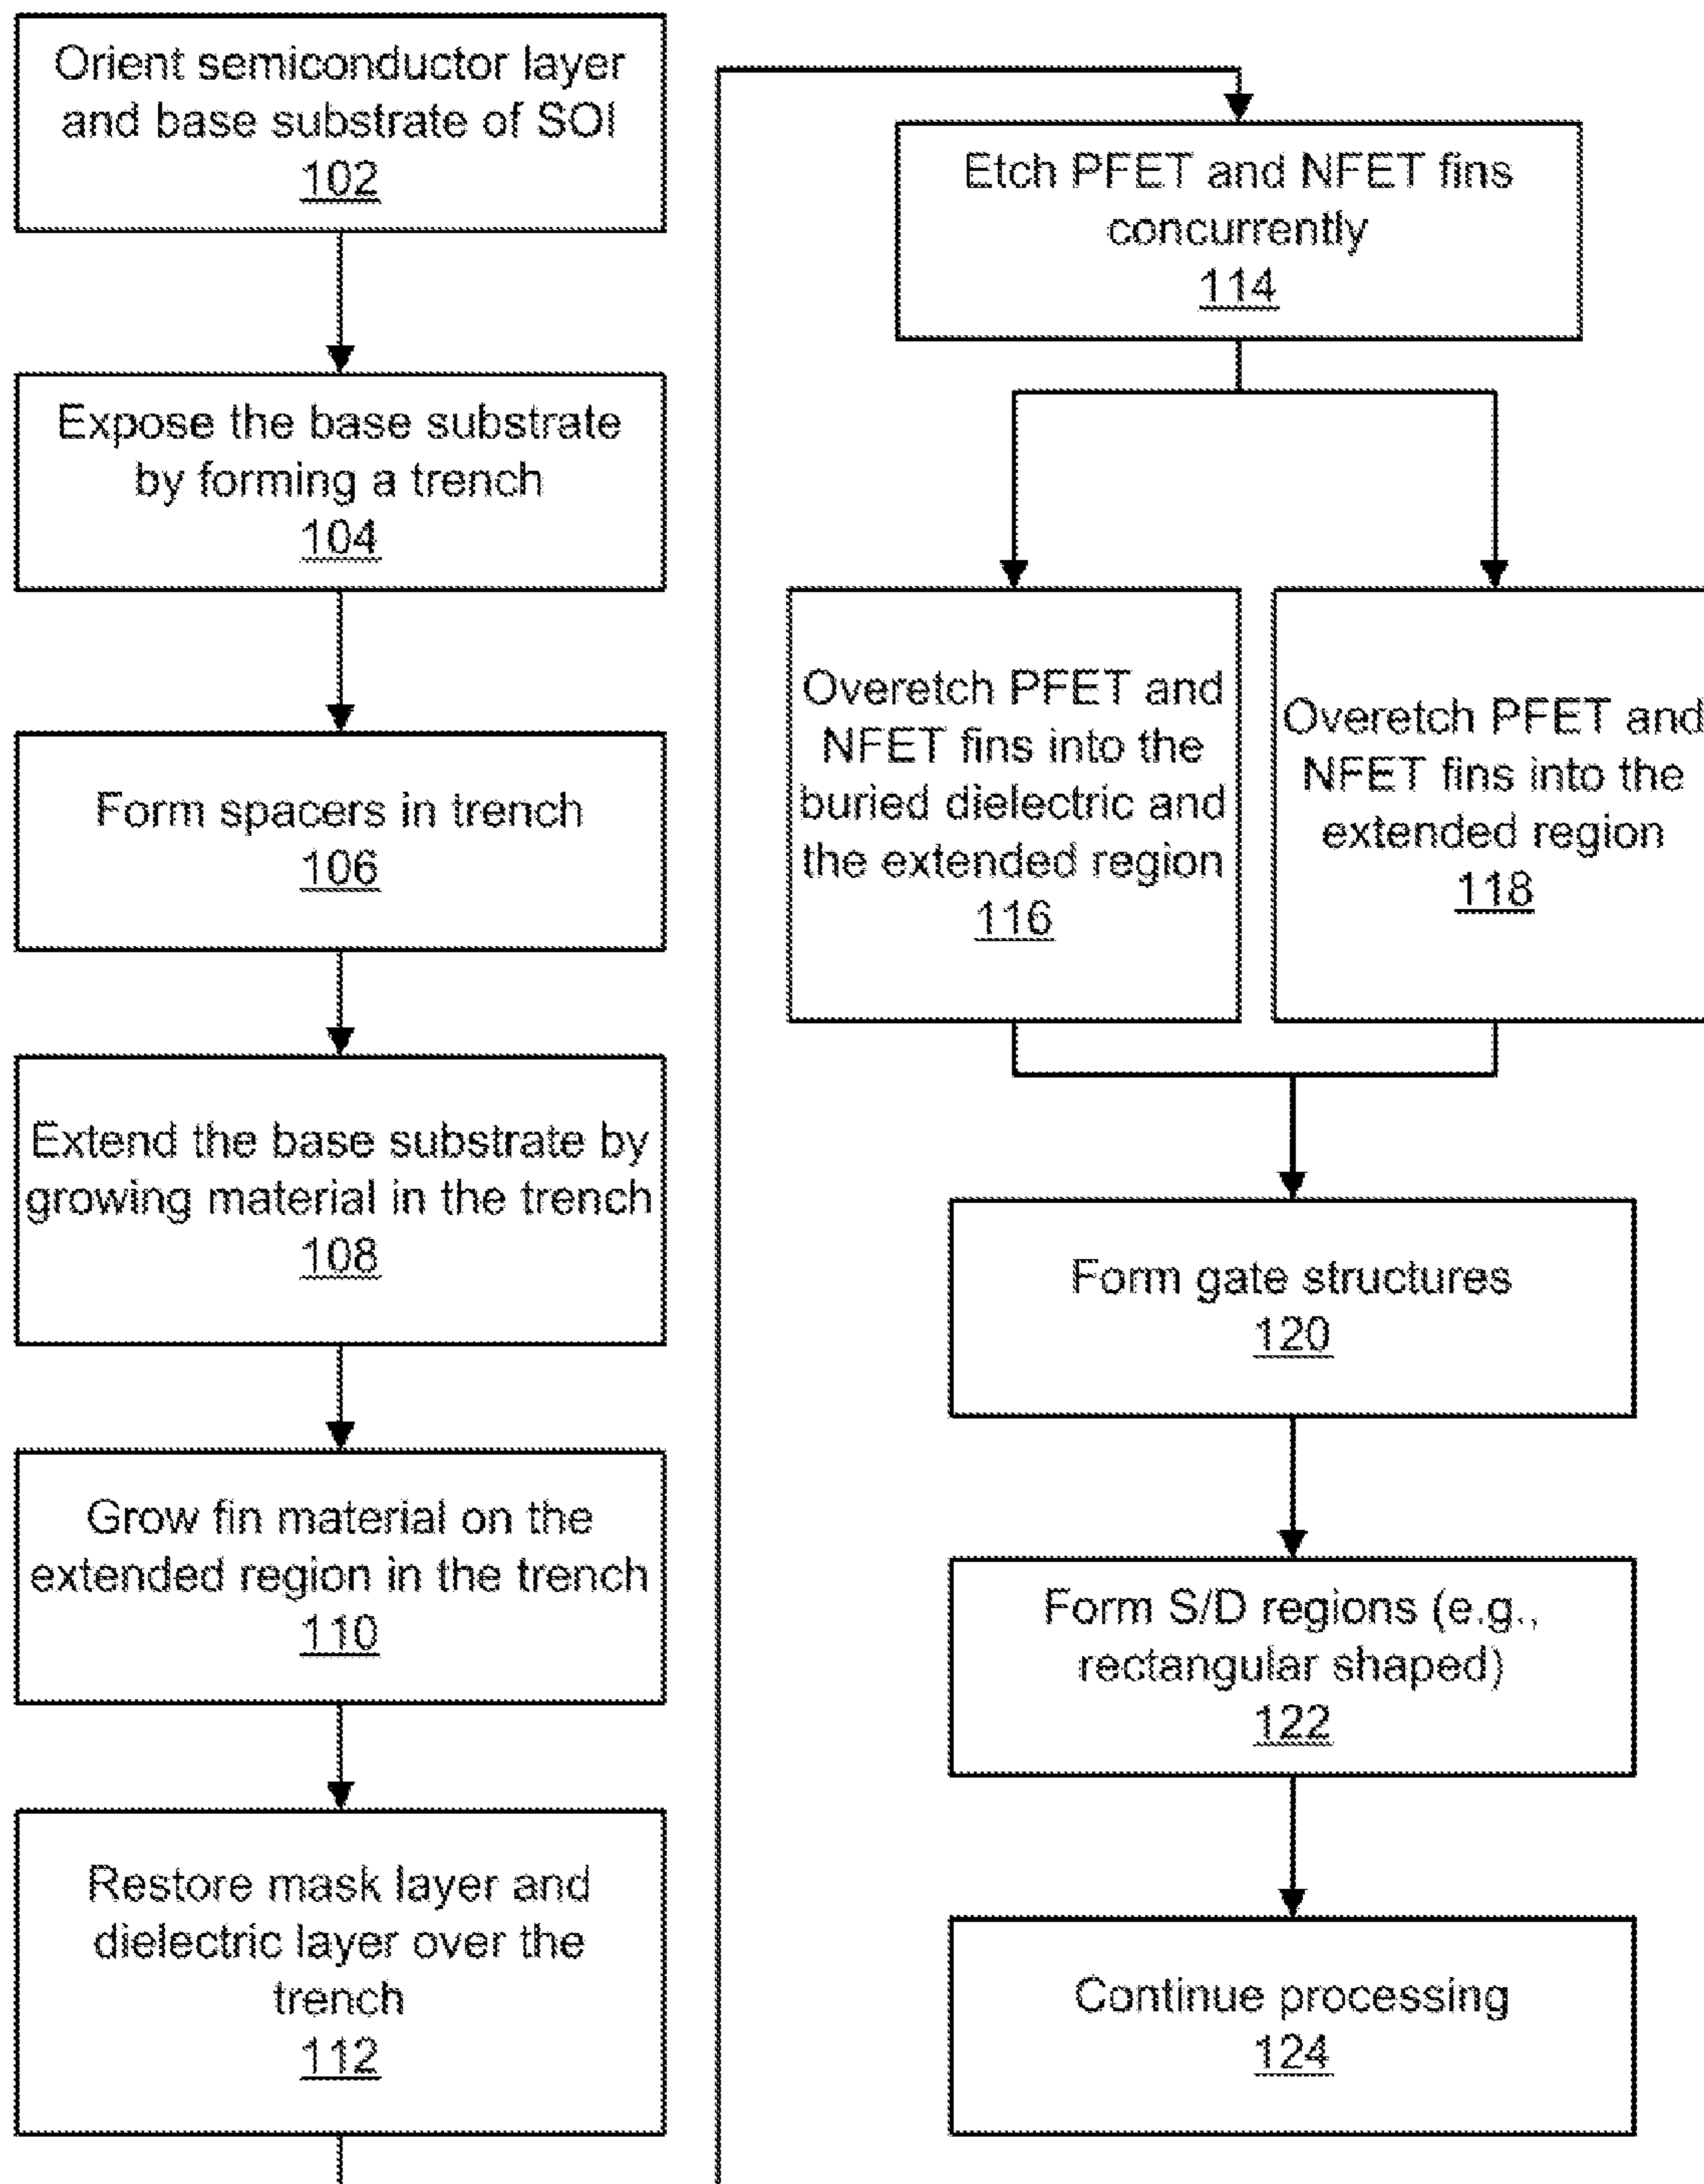 Orient semiconductor layer
and base substrate of SOI
102
Expose the base substrate
by forming a trench
104
Form spacers in trench
106
Extend the base substrate by
growing material in the trench
108
Grow fin material on the
extended region in the trench
110
Restore mask layer and
dielectric layer over the
trench
112
Etch PFET and NFET fins
concurrently
114
Overetch PFET and
NFET fins into the
buried dielectric and
the extended region
116
Overetch PFET and
NFET fins into the
extended region
118
Form gate structures
120
Form S/D regions (e.g.,
rectangular shaped)
122
Continue processing
124